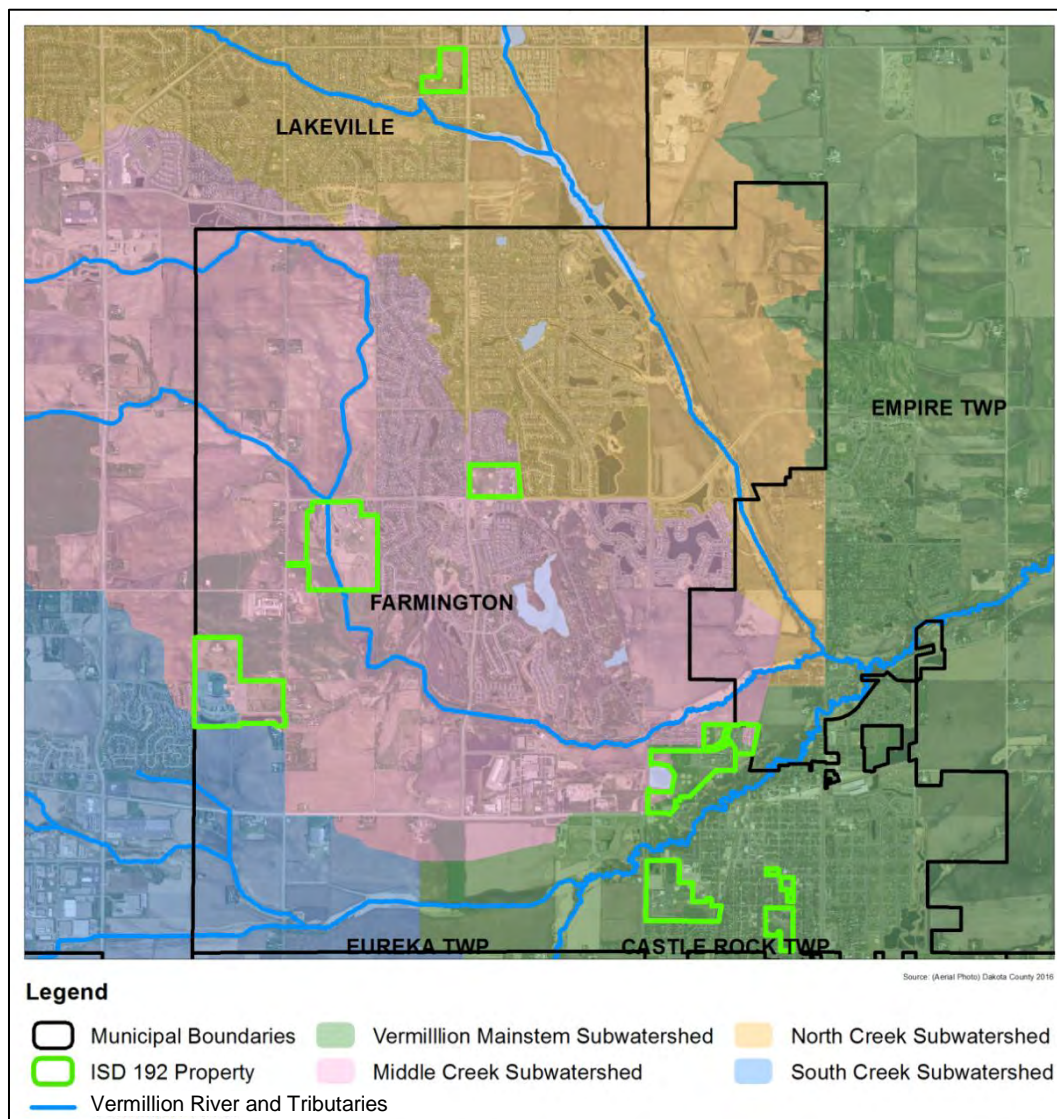 LAKEVILLE
EMPIRE TWP
FARMINGTON
EUREKA TWP
CASTLE ROCK TWP
Source: (Aerial Photo) Dakota County 2016
Legend
Municipal Boundaries
Vermilllion Mainstem Subwatershed
North Creek Subwatershed
ISD 192 Property
Middle Creek Subwatershed
South Creek Subwatershed
Vermillion River and Tributaries